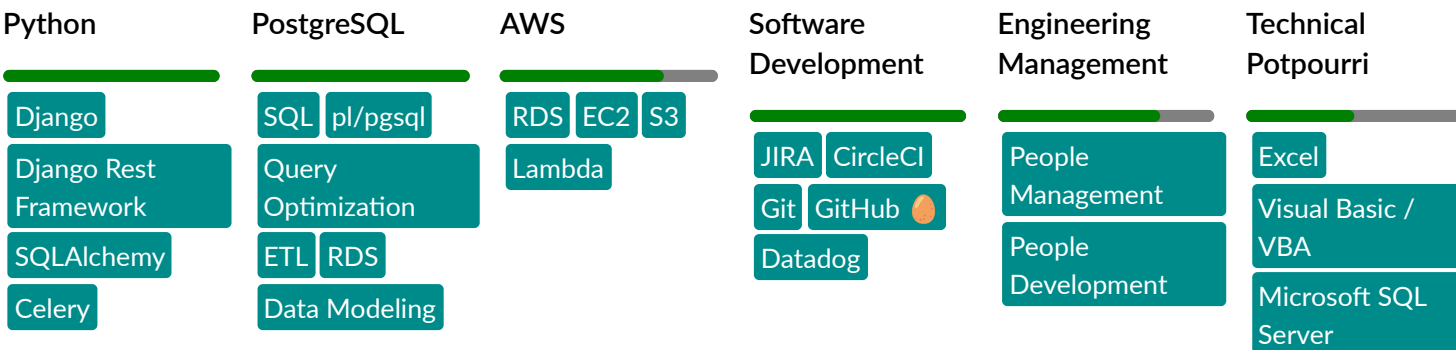 Python
Django
Django Rest
Framework
SQLAlchemy
Celery
PostgreSQL
SQL pl/pgsql
Query
Optimization
ETL RDS
Data Modeling
AWS
RDS EC2 S3
Lambda
Software
Development
JIRA CircleCI
Git GitHub 🥚
Datadog
Engineering
Management
People
Management
People
Development
Technical
Potpourri
Excel
Visual Basic /
VBA
Microsoft SQL
Server